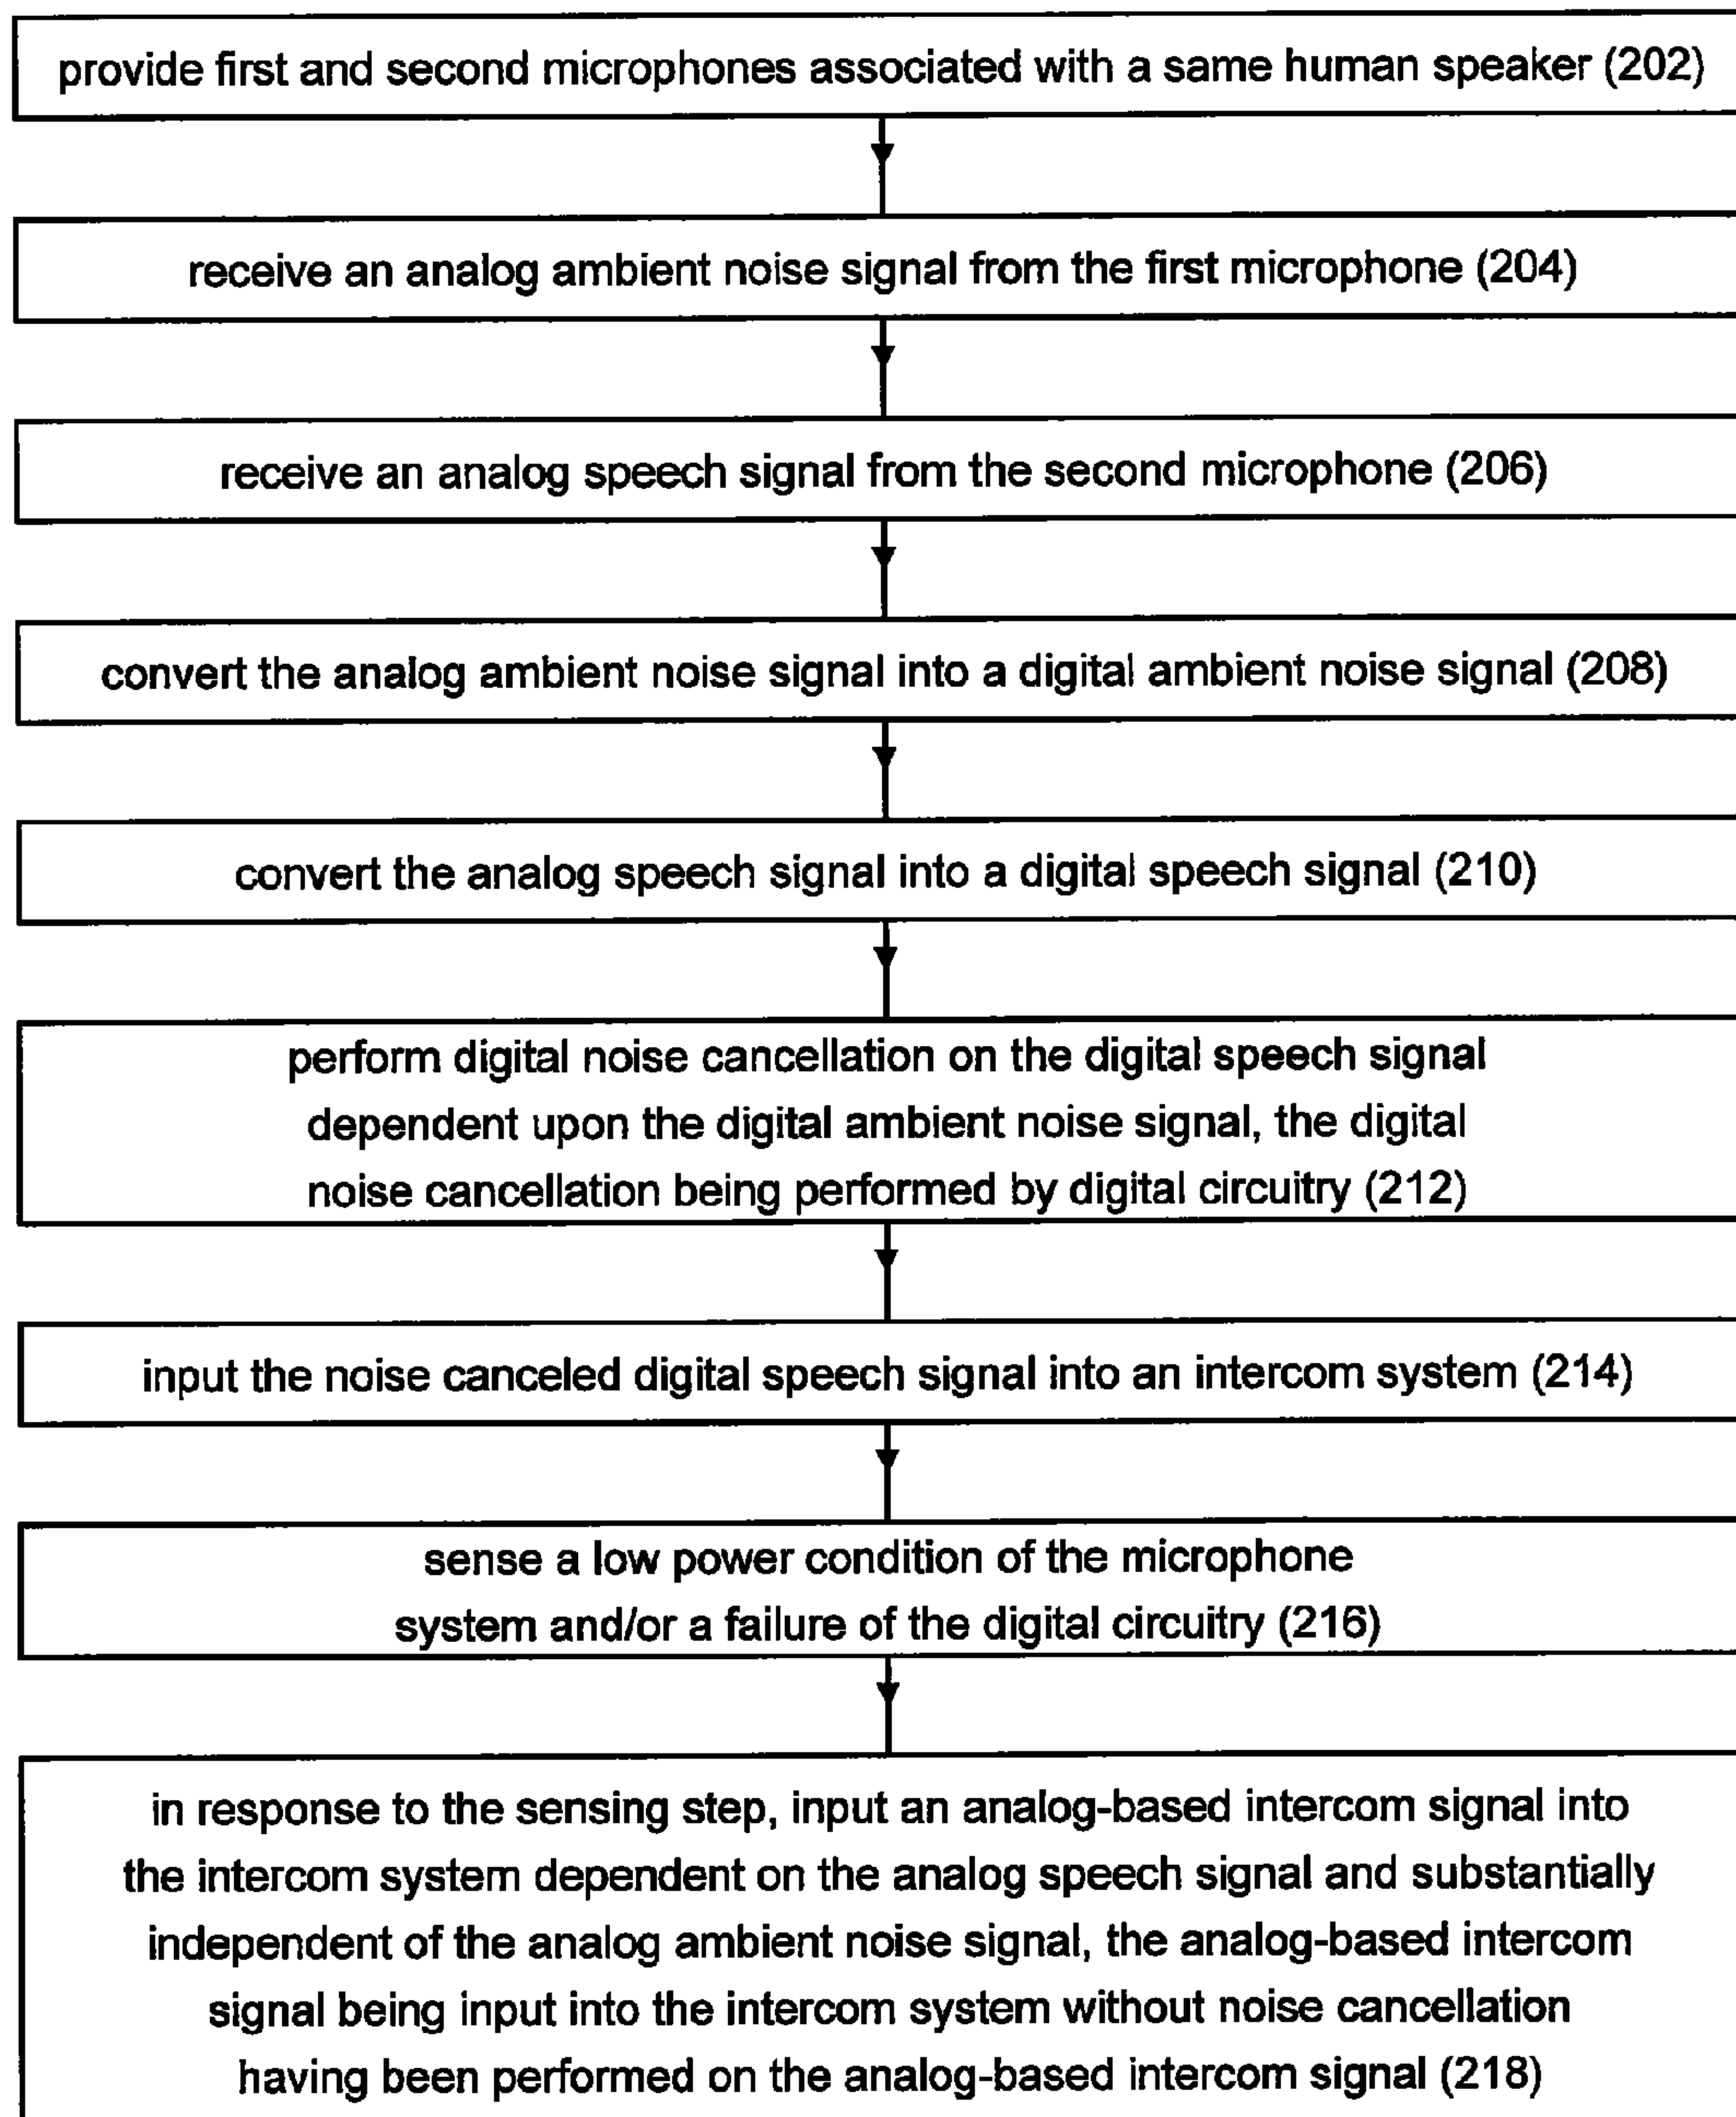 provide first and second microphones associated with a same human speaker (202)
receive an analog ambient noise signal from the first microphone (204)
receive an analog speech signal from the second microphone (206)
convert the analog ambient noise signal into a digital ambient noise signal (208)
convert the analog speech signal into a digital speech signal (210)
perform digital noise cancellation on the digital speech signal
dependent upon the digital ambient noise signal, the digital
noise cancellation being performed by digital circuitry (212)
input the noise canceled digital speech signal into an intercom system (214)
sense a low power condition of the microphone
system and/or a failure of the digital circuitry (216)
in response to the sensing step, input an analog-based intercom signal into
the intercom system dependent on the analog speech signal and substantially
independent of the analog ambient noise signal, the analog-based intercom
signal being input into the intercom system without noise cancellation
having been performed on the analog-based intercom signal (218)